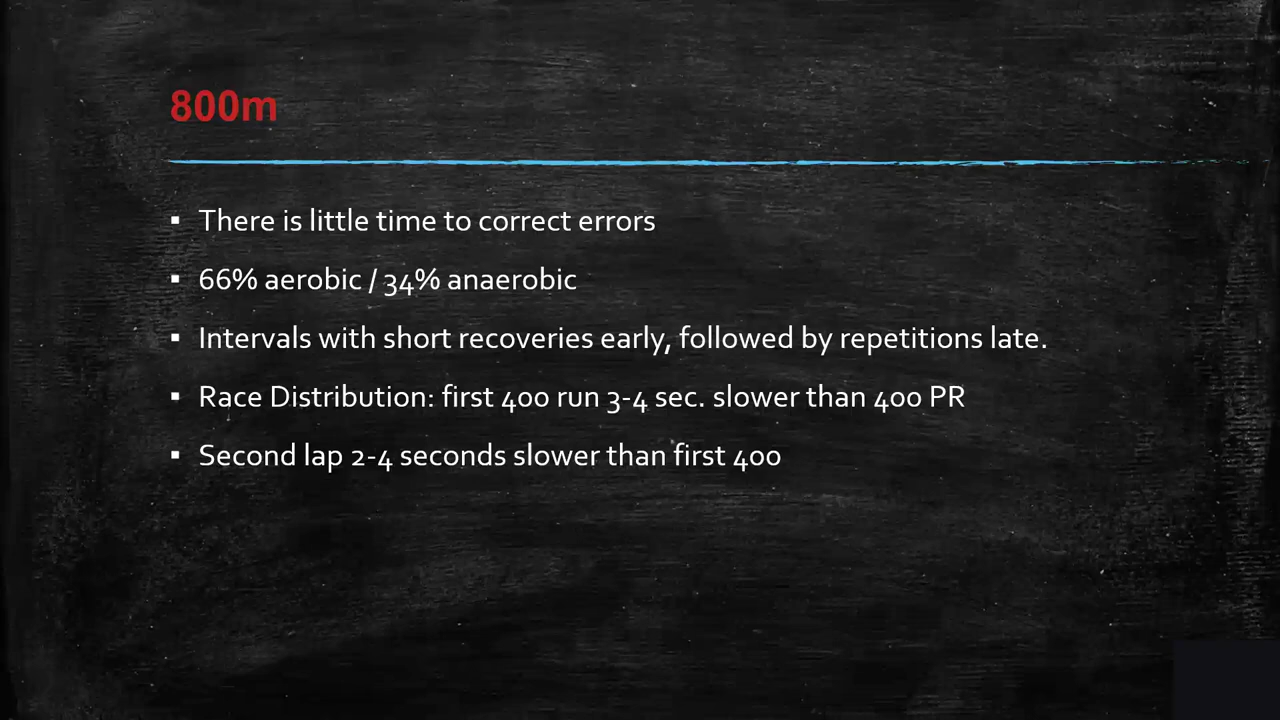 800m
▪ There is little time to correct errors
▪ 66% aerobic / 34% anaerobic
▪ Intervals with short recoveries early, followed by repetitions late.
▪ Race Distribution: first 400 run 3-4 sec. slower than 400 PR
▪ Second lap 2-4 seconds slower than first 400